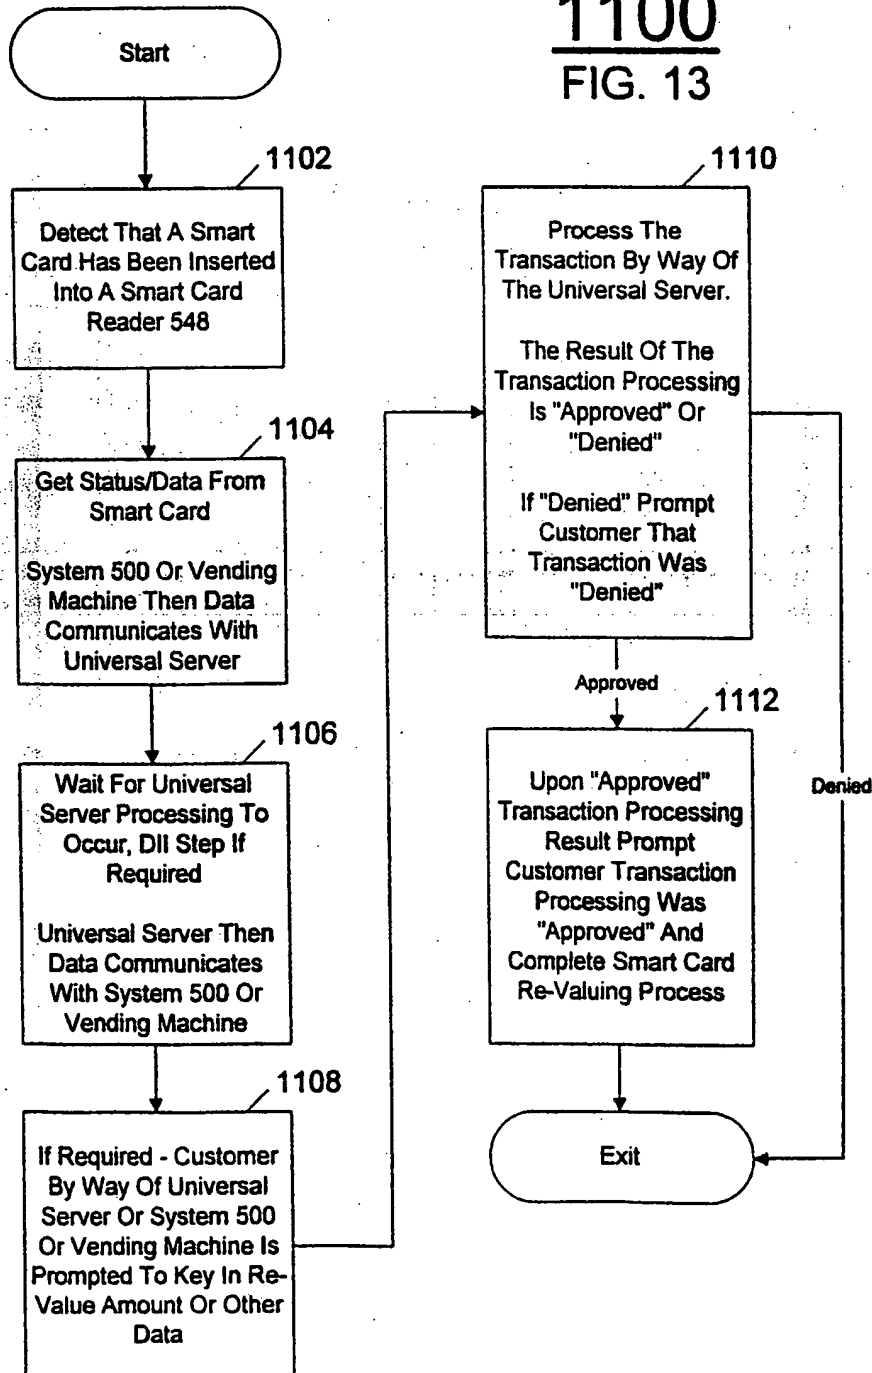 1100
FIG. 13
Start
1102
Detect That A Smart
Card Has Been Inserted
Into A Smart Card
Reader 548
1104
Get Status/Data From
Smart Card
System 500 Or Vending
Machine Then Data
Communicates With
Universal Server
1106
Wait For Universal
Server Processing To
Occur, DII Step If
Required
Universal Server Then
Data Communicates
With System 500 Or
Vending Machine
1108
If Required - Customer
By Way Of Universal
Server Or System 500
Or Vending Machine Is
Prompted To Key In Re-
Value Amount Or Other
Data
1110
Process The
Transaction By Way Of
The Universal Server.
The Result Of The
Transaction Processing
Is "Approved" Or
"Denied"
If "Denied" Prompt
Customer That
Transaction Was
"Denied"
Approved
Denied
1112
Upon "Approved"
Transaction Processing
Result Prompt
Customer Transaction
Processing Was
"Approved" And
Complete Smart Card
Re-Valuing Process
Exit